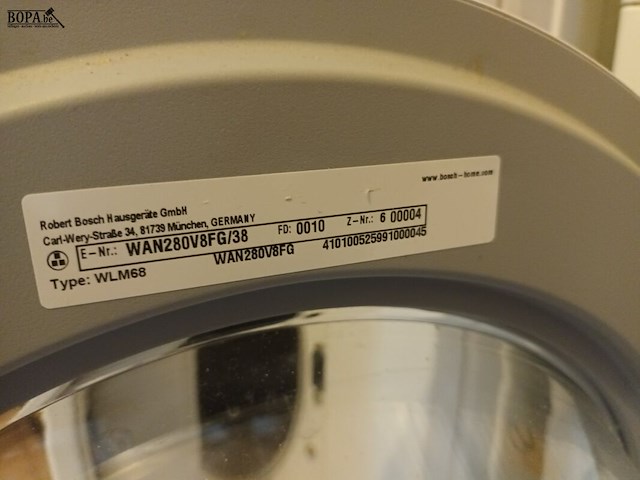 BOPA.be
www.bosch-home.com
Robert Bosch Hausgeräte GmbH
Carl-Wery-Straße 34, 81739 München, GERMANY
E-Nr.: WAN280V8FG/38 FD: 0010 Z-Nr.: 6 00004
WAN280V8FG 410100525991000045
Type: WLM68